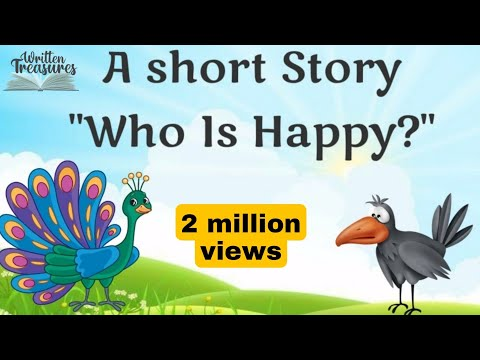 Written
Treasures
A short Story
"Who Is Happy?"
2 million
views